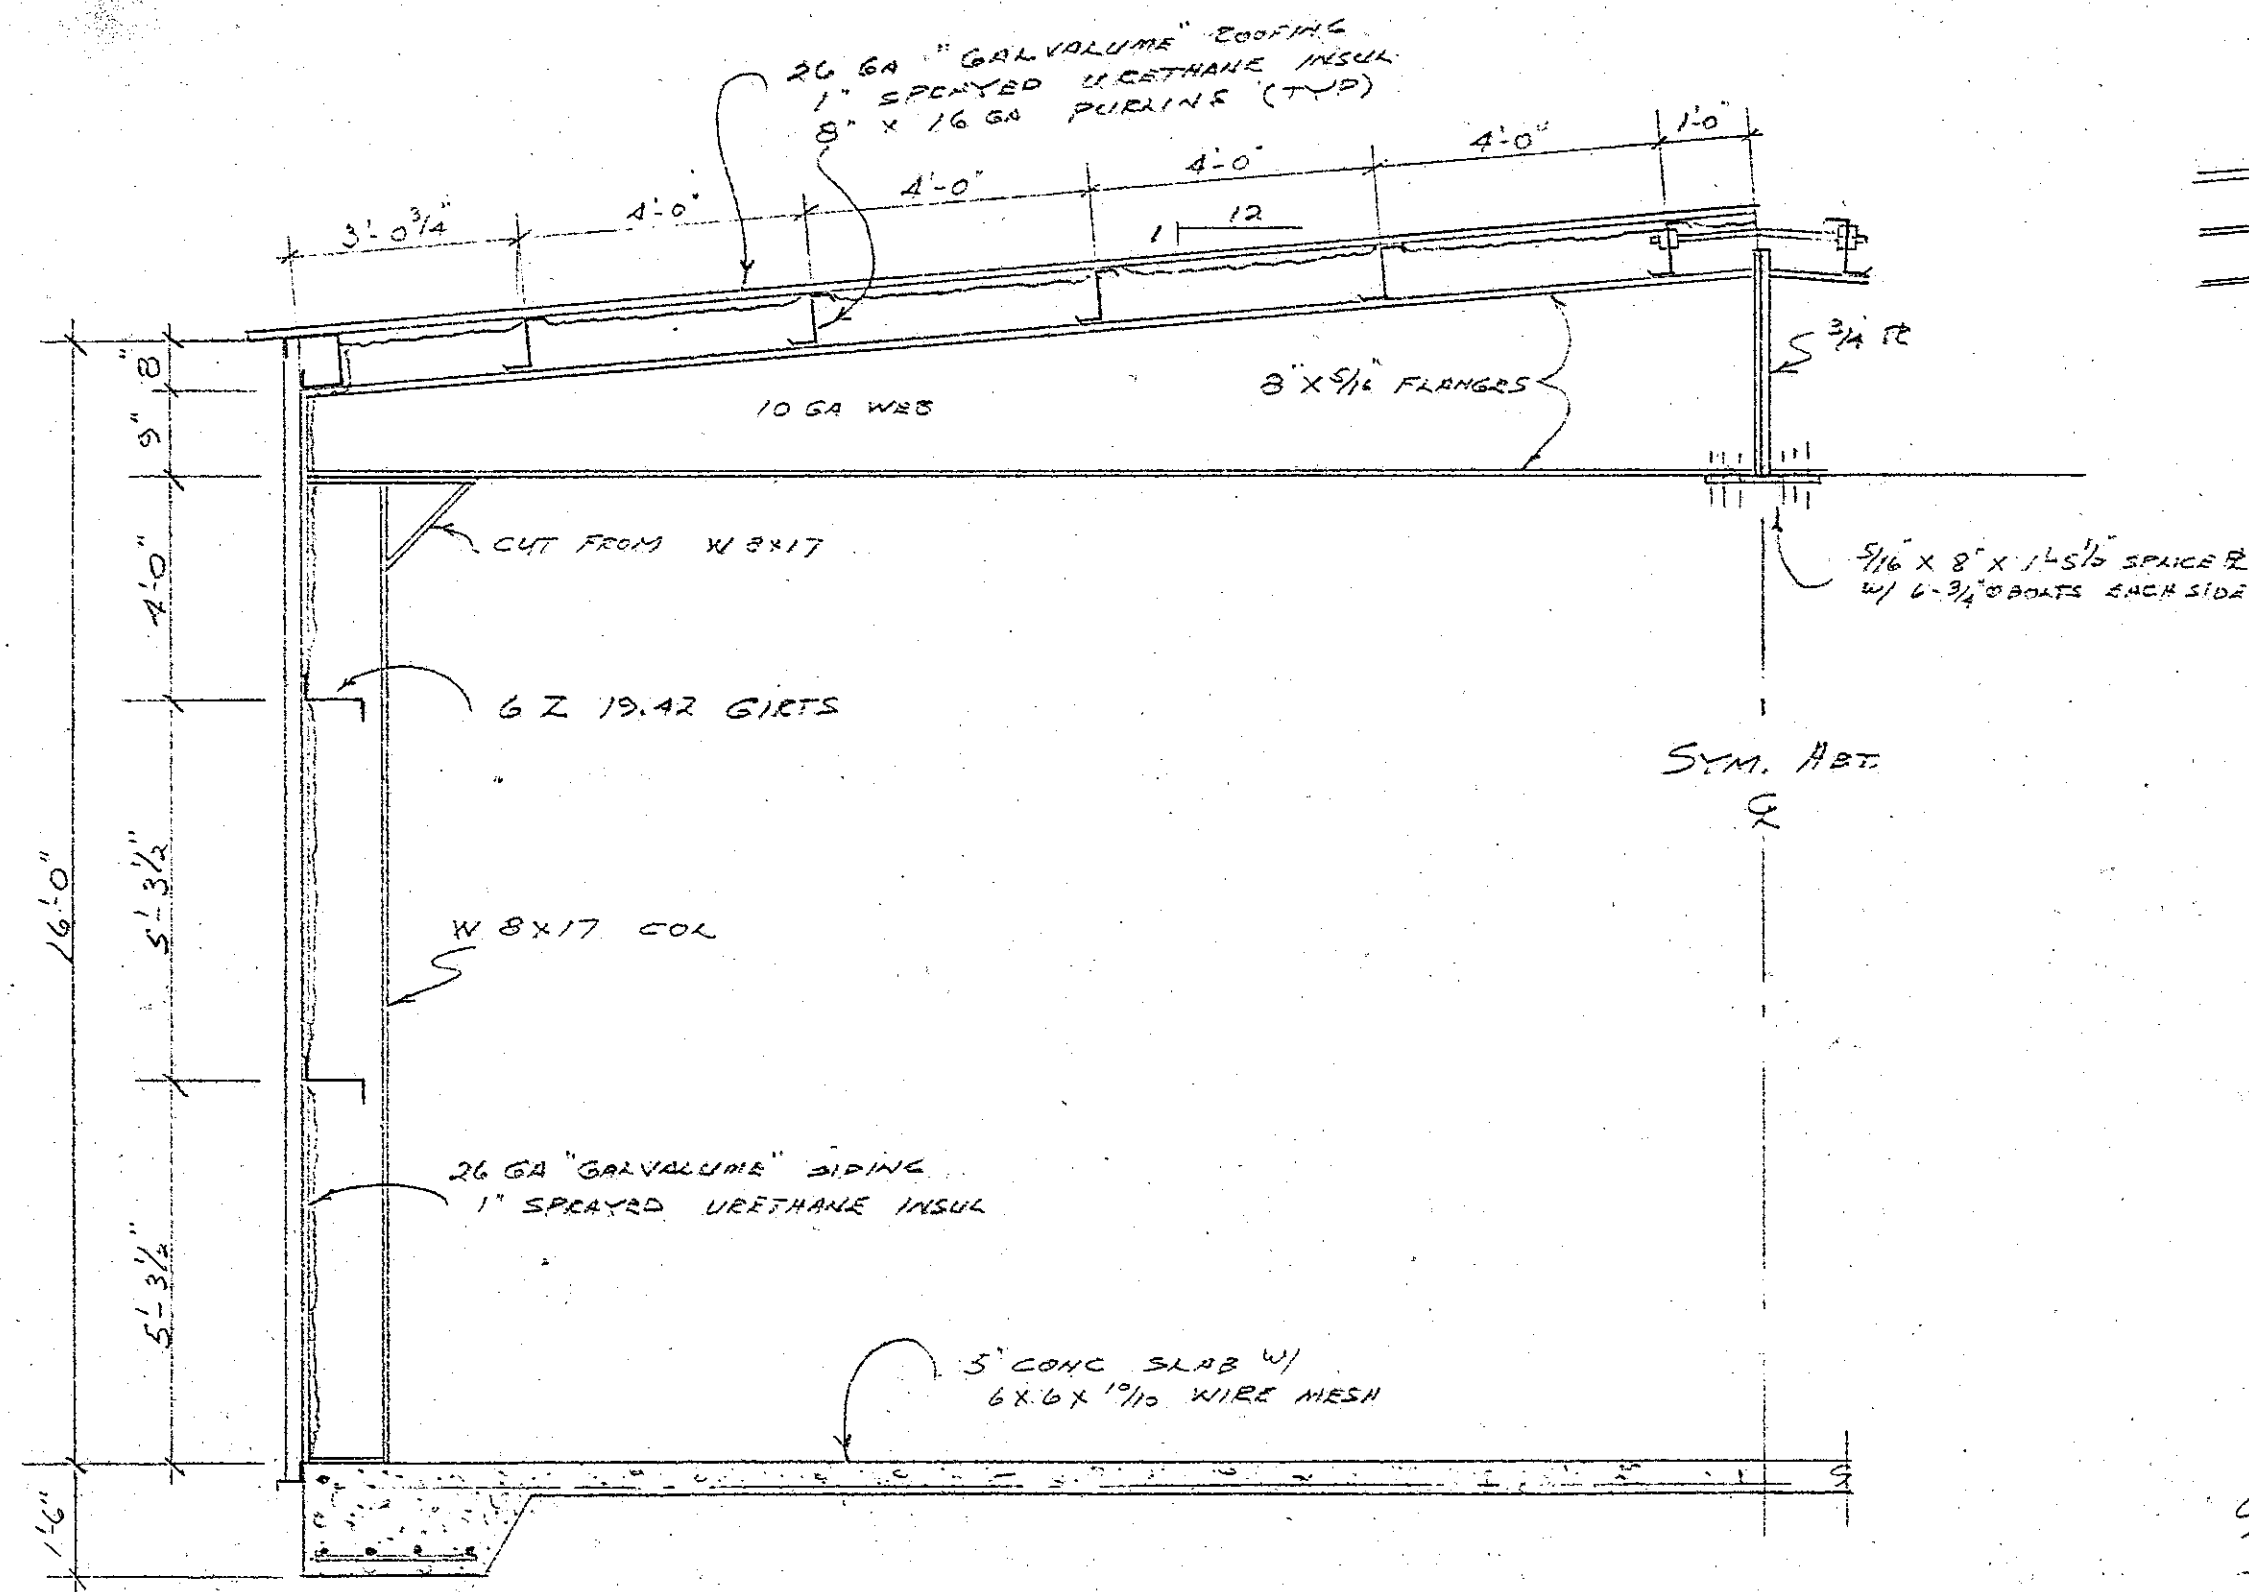 26 GA "GALVALUME" ROOFING
1" SPRAYED URETHANE INSUL
8" X 16 GA PURLINS (TYP)
3'-0 3/4"
4'-0"
4'-0"
4'-0"
4'-0"
1'-0"
1
12
8"
9"
4'-0"
5'-3 1/2"
5'-3 1/2"
16'-0"
1'-6"
10 GA WEB
8" X 5/16" FLANGES
3/4 PL
CUT FROM W 8X17
5/16" X 8" X 1'-5 1/2" SPLICE PL
W/ 6-3/4"Ø BOLTS EACH SIDE
6 Z 19.42 GIRTS
SYM. ABT.
CL
W 8X17 COL
26 GA "GALVALUME" SIDING
1" SPRAYED URETHANE INSUL
5" CONC SLAB W/
6X6X 10/10 WIRE MESH